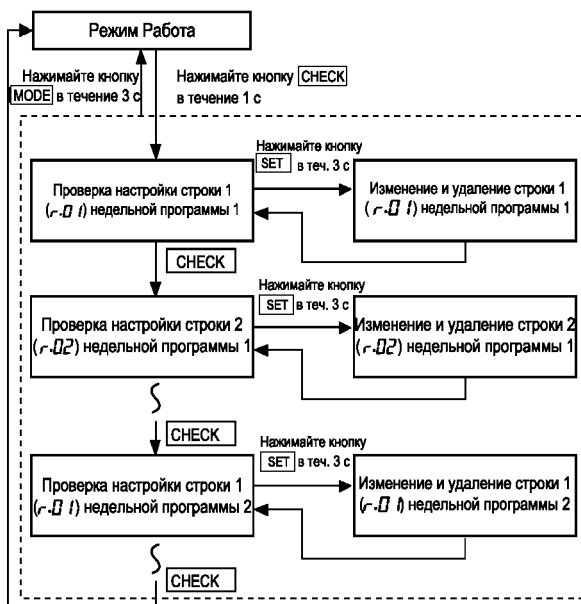 Режим Работа
Нажимайте кнопку
MODE в течение 3 с
Нажимайте кнопку CHECK
в течение 1 с
Нажимайте кнопку
SET в теч. 3 с
Проверка настройки строки 1
(r.01) недельной программы 1
Изменение и удаление строки 1
(r.01) недельной программы 1
CHECK
Нажимайте кнопку
SET в теч. 3 с
Проверка настройки строки 2
(r.02) недельной программы 1
Изменение и удаление строки 2
(r.02) недельной программы 1
CHECK
Нажимайте кнопку
SET в теч. 3 с
Проверка настройки строки 1
(r.01) недельной программы 2
Изменение и удаление строки 1
(r.01) недельной программы 2
CHECK